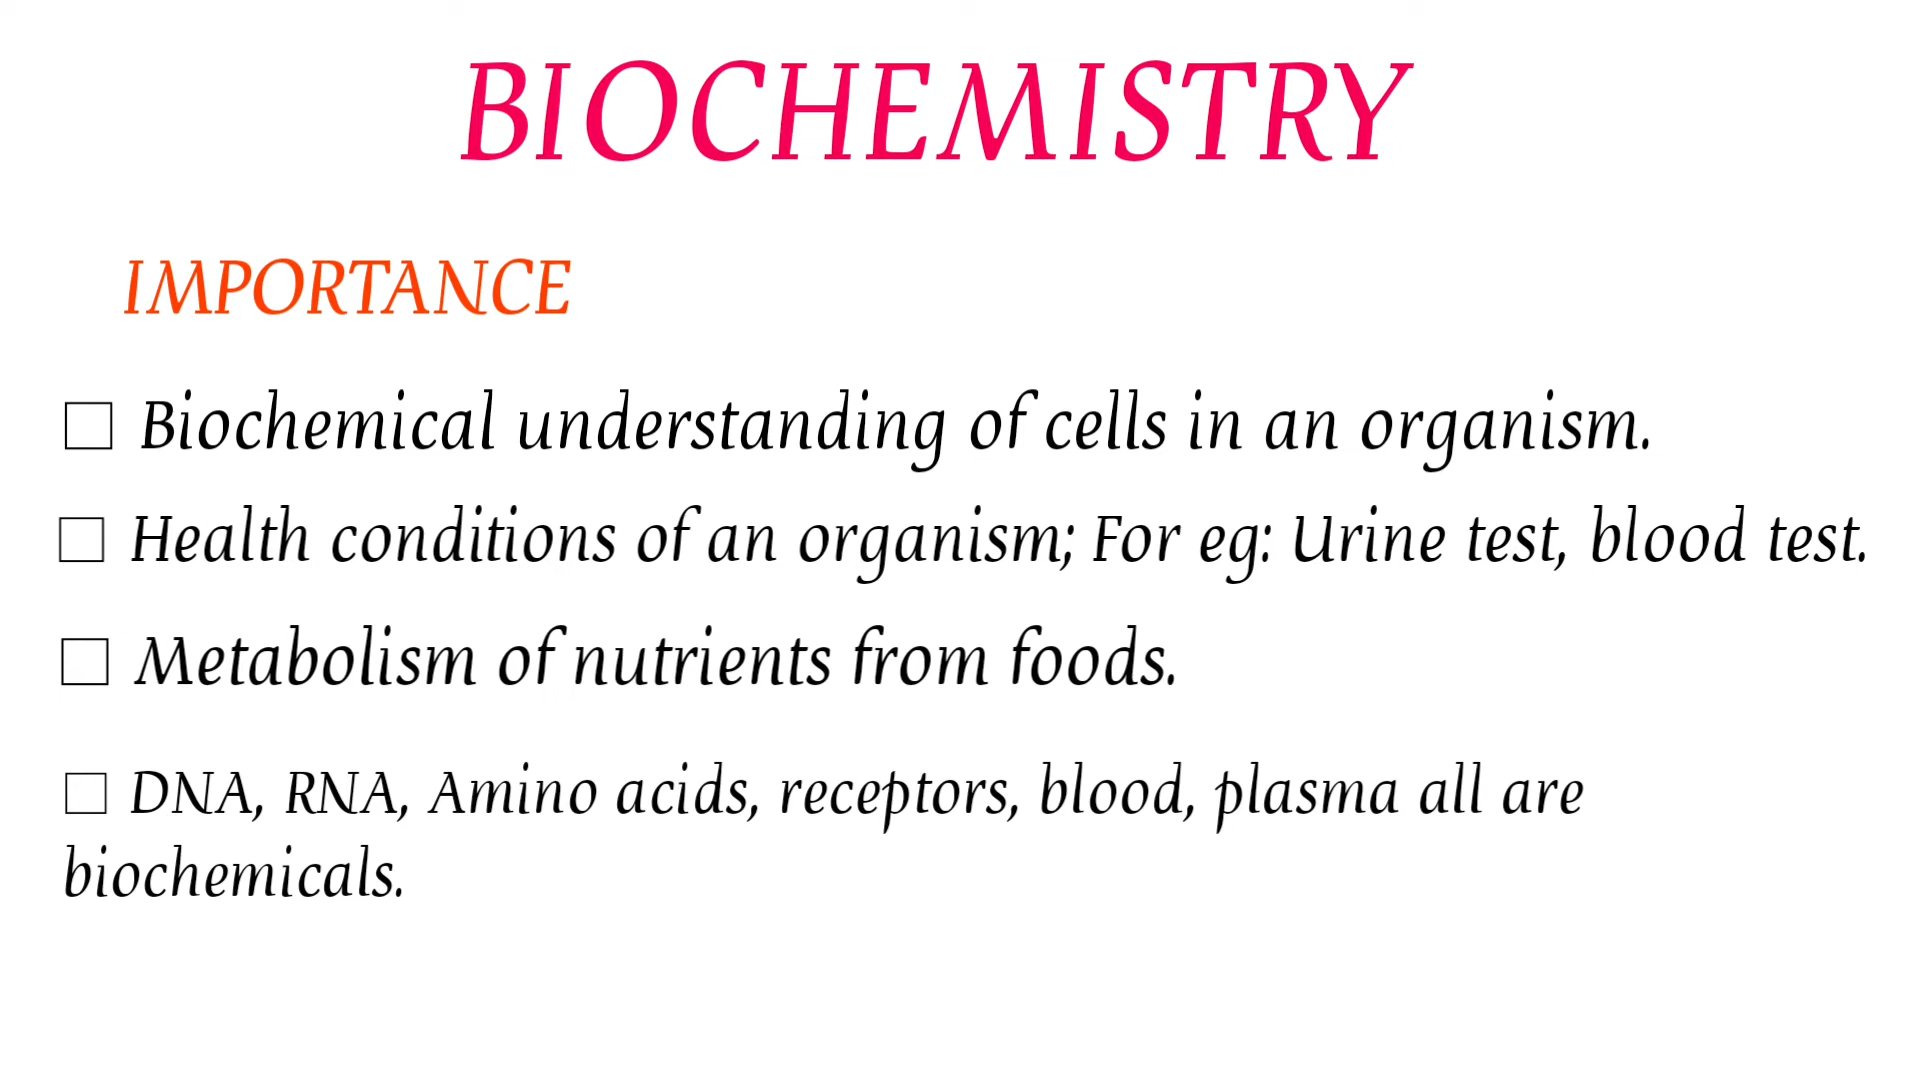 BIOCHEMISTRY
IMPORTANCE
☐ Biochemical understanding of cells in an organism.
☐ Health conditions of an organism; For eg: Urine test, blood test.
☐ Metabolism of nutrients from foods.
☐ DNA, RNA, Amino acids, receptors, blood, plasma all are
biochemicals.